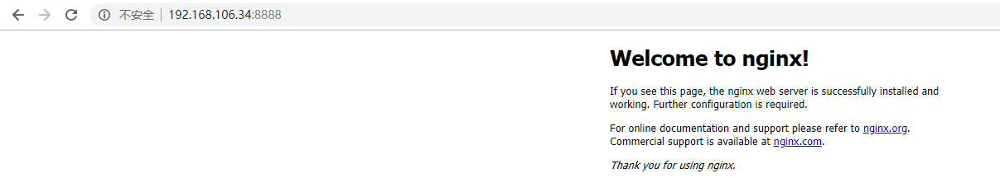 不安全 192.168.106.34:8888
Welcome to nginx!
If you see this page, the nginx web server is successfully installed and
working. Further configuration is required.
For online documentation and support please refer to nginx.org.
Commercial support is available at nginx.com.
Thank you for using nginx.